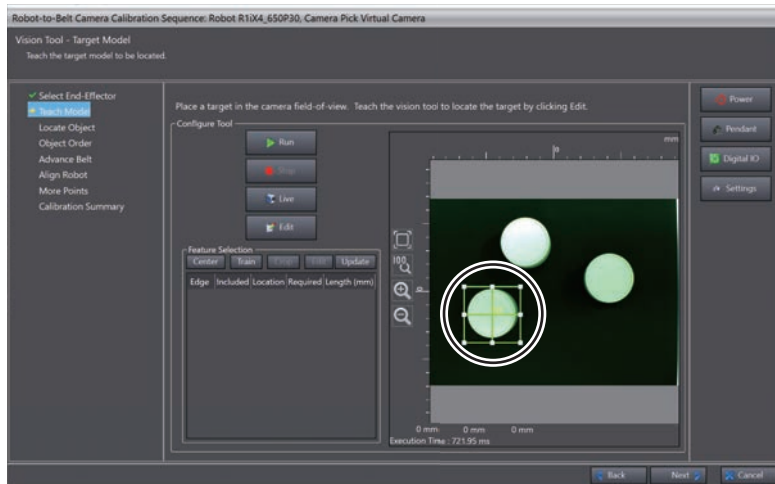 Robot-to-Belt Camera Calibration Sequence: Robot R1iX4_650P30, Camera Pick Virtual Camera
Vision Tool - Target Model
Teach the target model to be located.
Select End-Effector
Teach Model
Locate Object
Object Order
Advance Belt
Align Robot
More Points
Calibration Summary
Place a target in the camera field-of-view. Teach the vision tool to locate the target by clicking Edit.
Configure Tool
Run
Stop
Live
Edit
Feature Selection
Center Train Crop Edit Update
Edge Included Location Required Length (mm)
100
mm
0
0
0 mm 0 mm 0 mm
Execution Time : 721.95 ms
Power
Pendant
Digital IO
Settings
Back Next Cancel